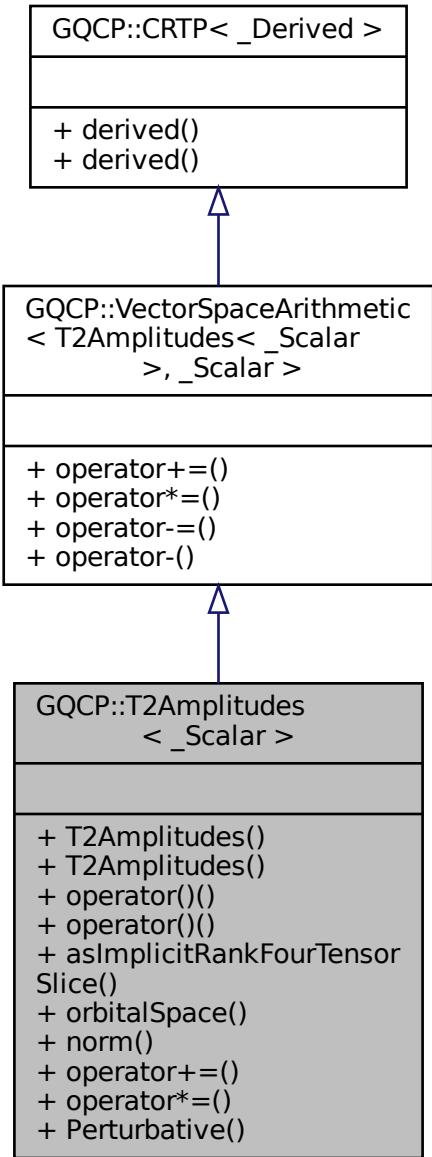 GQCP::CRTP< _Derived >
+ derived()
+ derived()
GQCP::VectorSpaceArithmetic
< T2Amplitudes< _Scalar
>, _Scalar >
+ operator+=()
+ operator*=()
+ operator-=()
+ operator-()
GQCP::T2Amplitudes
< _Scalar >
+ T2Amplitudes()
+ T2Amplitudes()
+ operator()()
+ operator()()
+ asImplicitRankFourTensor
Slice()
+ orbitalSpace()
+ norm()
+ operator+=()
+ operator*=()
+ Perturbative()